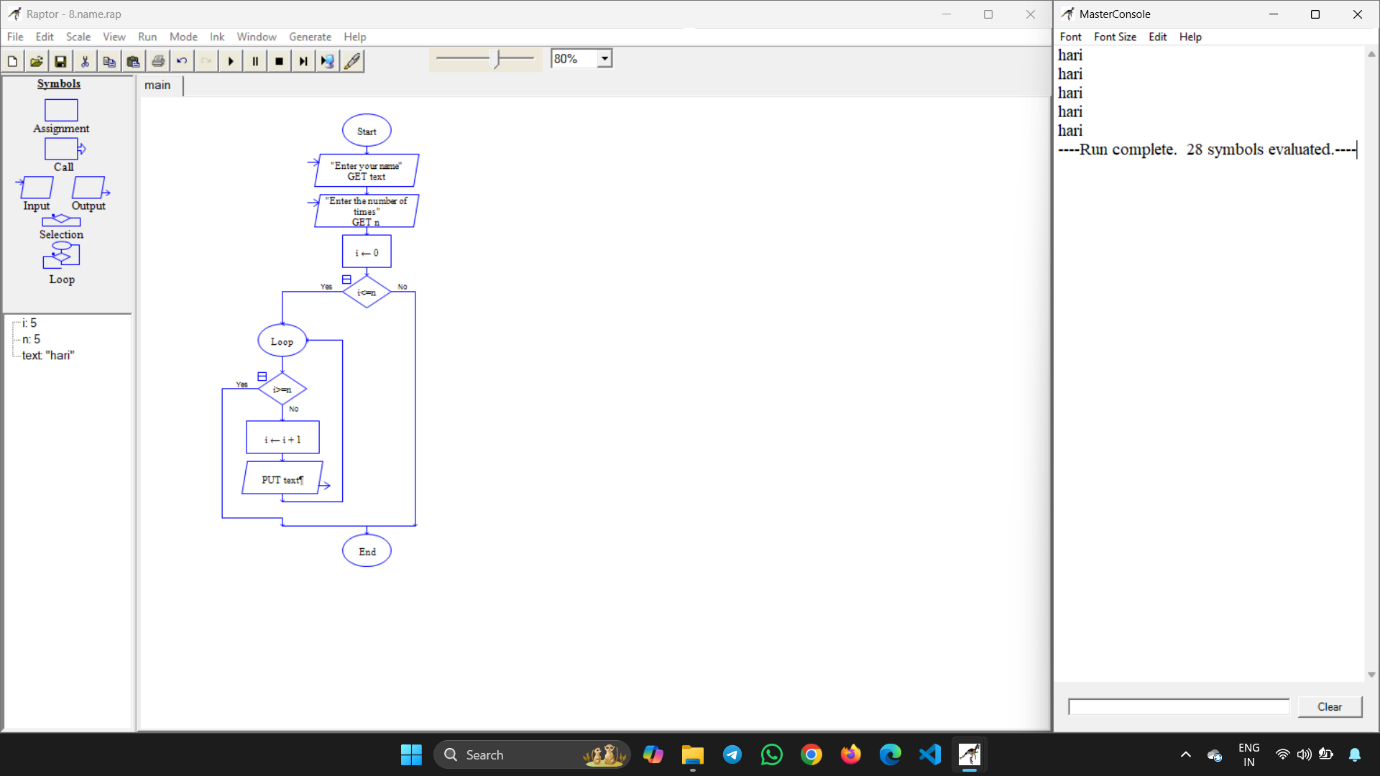 Raptor - 8.name.rap
File Edit Scale View Run Mode Ink Window Generate Help
80%
Symbols
Assignment
Call
Input Output
Selection
Loop
i: 5
n: 5
text: "hari"
main
Start
"Enter your name"
GET text
"Enter the number of
times"
GET n
i ← 0
i<=n
Yes
No
Loop
i>=n
Yes
No
i ← i + 1
PUT text¶
End
MasterConsole
Font Font Size Edit Help
hari
hari
hari
hari
hari
----Run complete.  28 symbols evaluated.----
Clear
Search
ENG
IN